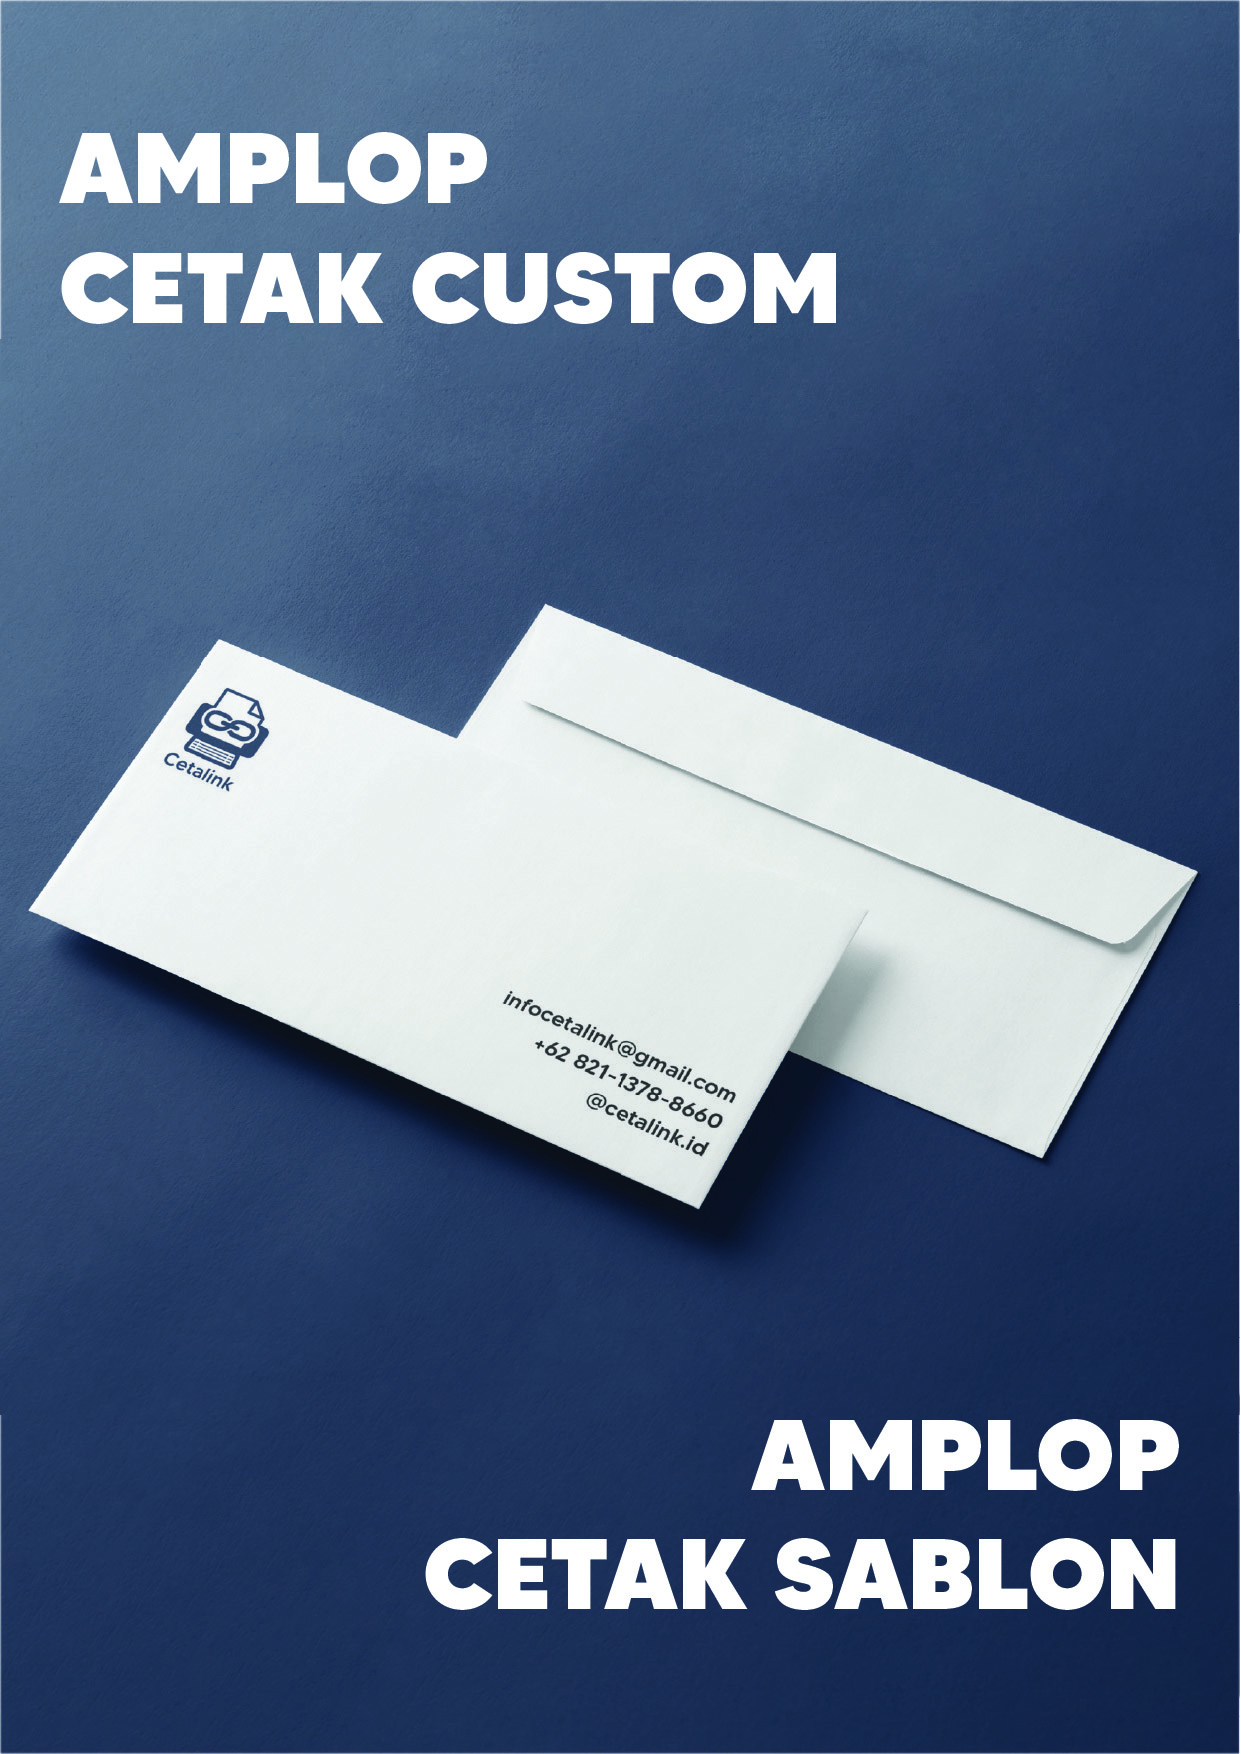 AMPLOP
CETAK CUSTOM
Cetalink
infocetalink@gmail.com
+62 821-1378-8660
@cetalink.id
AMPLOP
CETAK SABLON